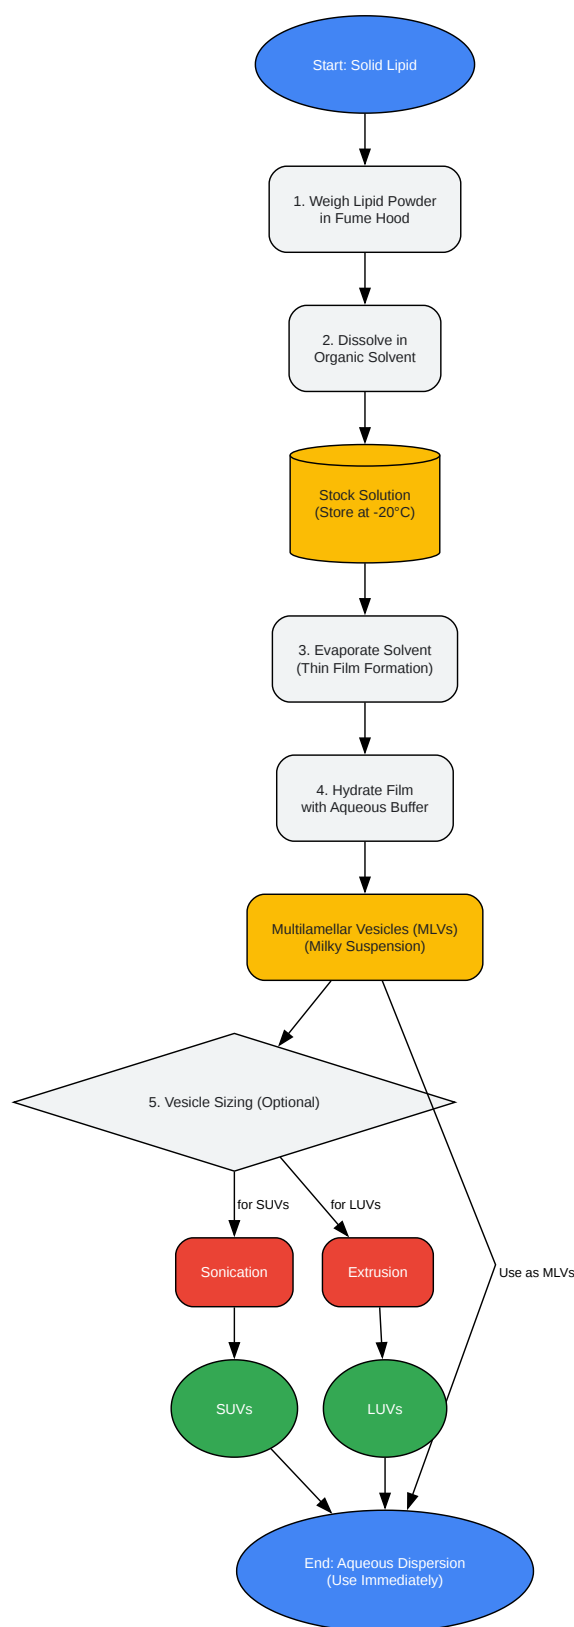 Start: Solid Lipid
1. Weigh Lipid Powder
in Fume Hood
2. Dissolve in
Organic Solvent
Stock Solution
(Store at -20°C)
3. Evaporate Solvent
(Thin Film Formation)
4. Hydrate Film
with Aqueous Buffer
Multilamellar Vesicles (MLVs)
(Milky Suspension)
5. Vesicle Sizing (Optional)
for SUVs
for LUVs
Sonication
Extrusion
Use as MLVs
SUVs
LUVs
End: Aqueous Dispersion
(Use Immediately)